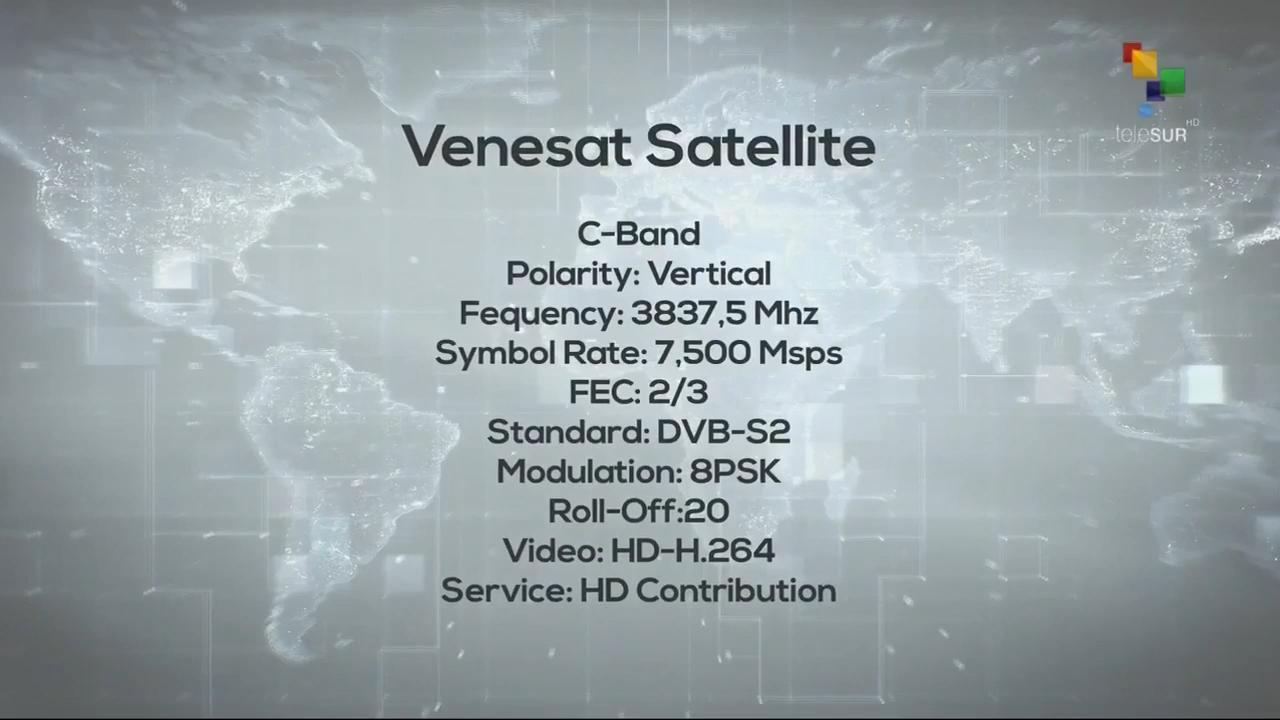 HD
teleSUR
Venesat Satellite
C-Band
Polarity: Vertical
Fequency: 3837,5 Mhz
Symbol Rate: 7,500 Msps
FEC: 2/3
Standard: DVB-S2
Modulation: 8PSK
Roll-Off:20
Video: HD-H.264
Service: HD Contribution